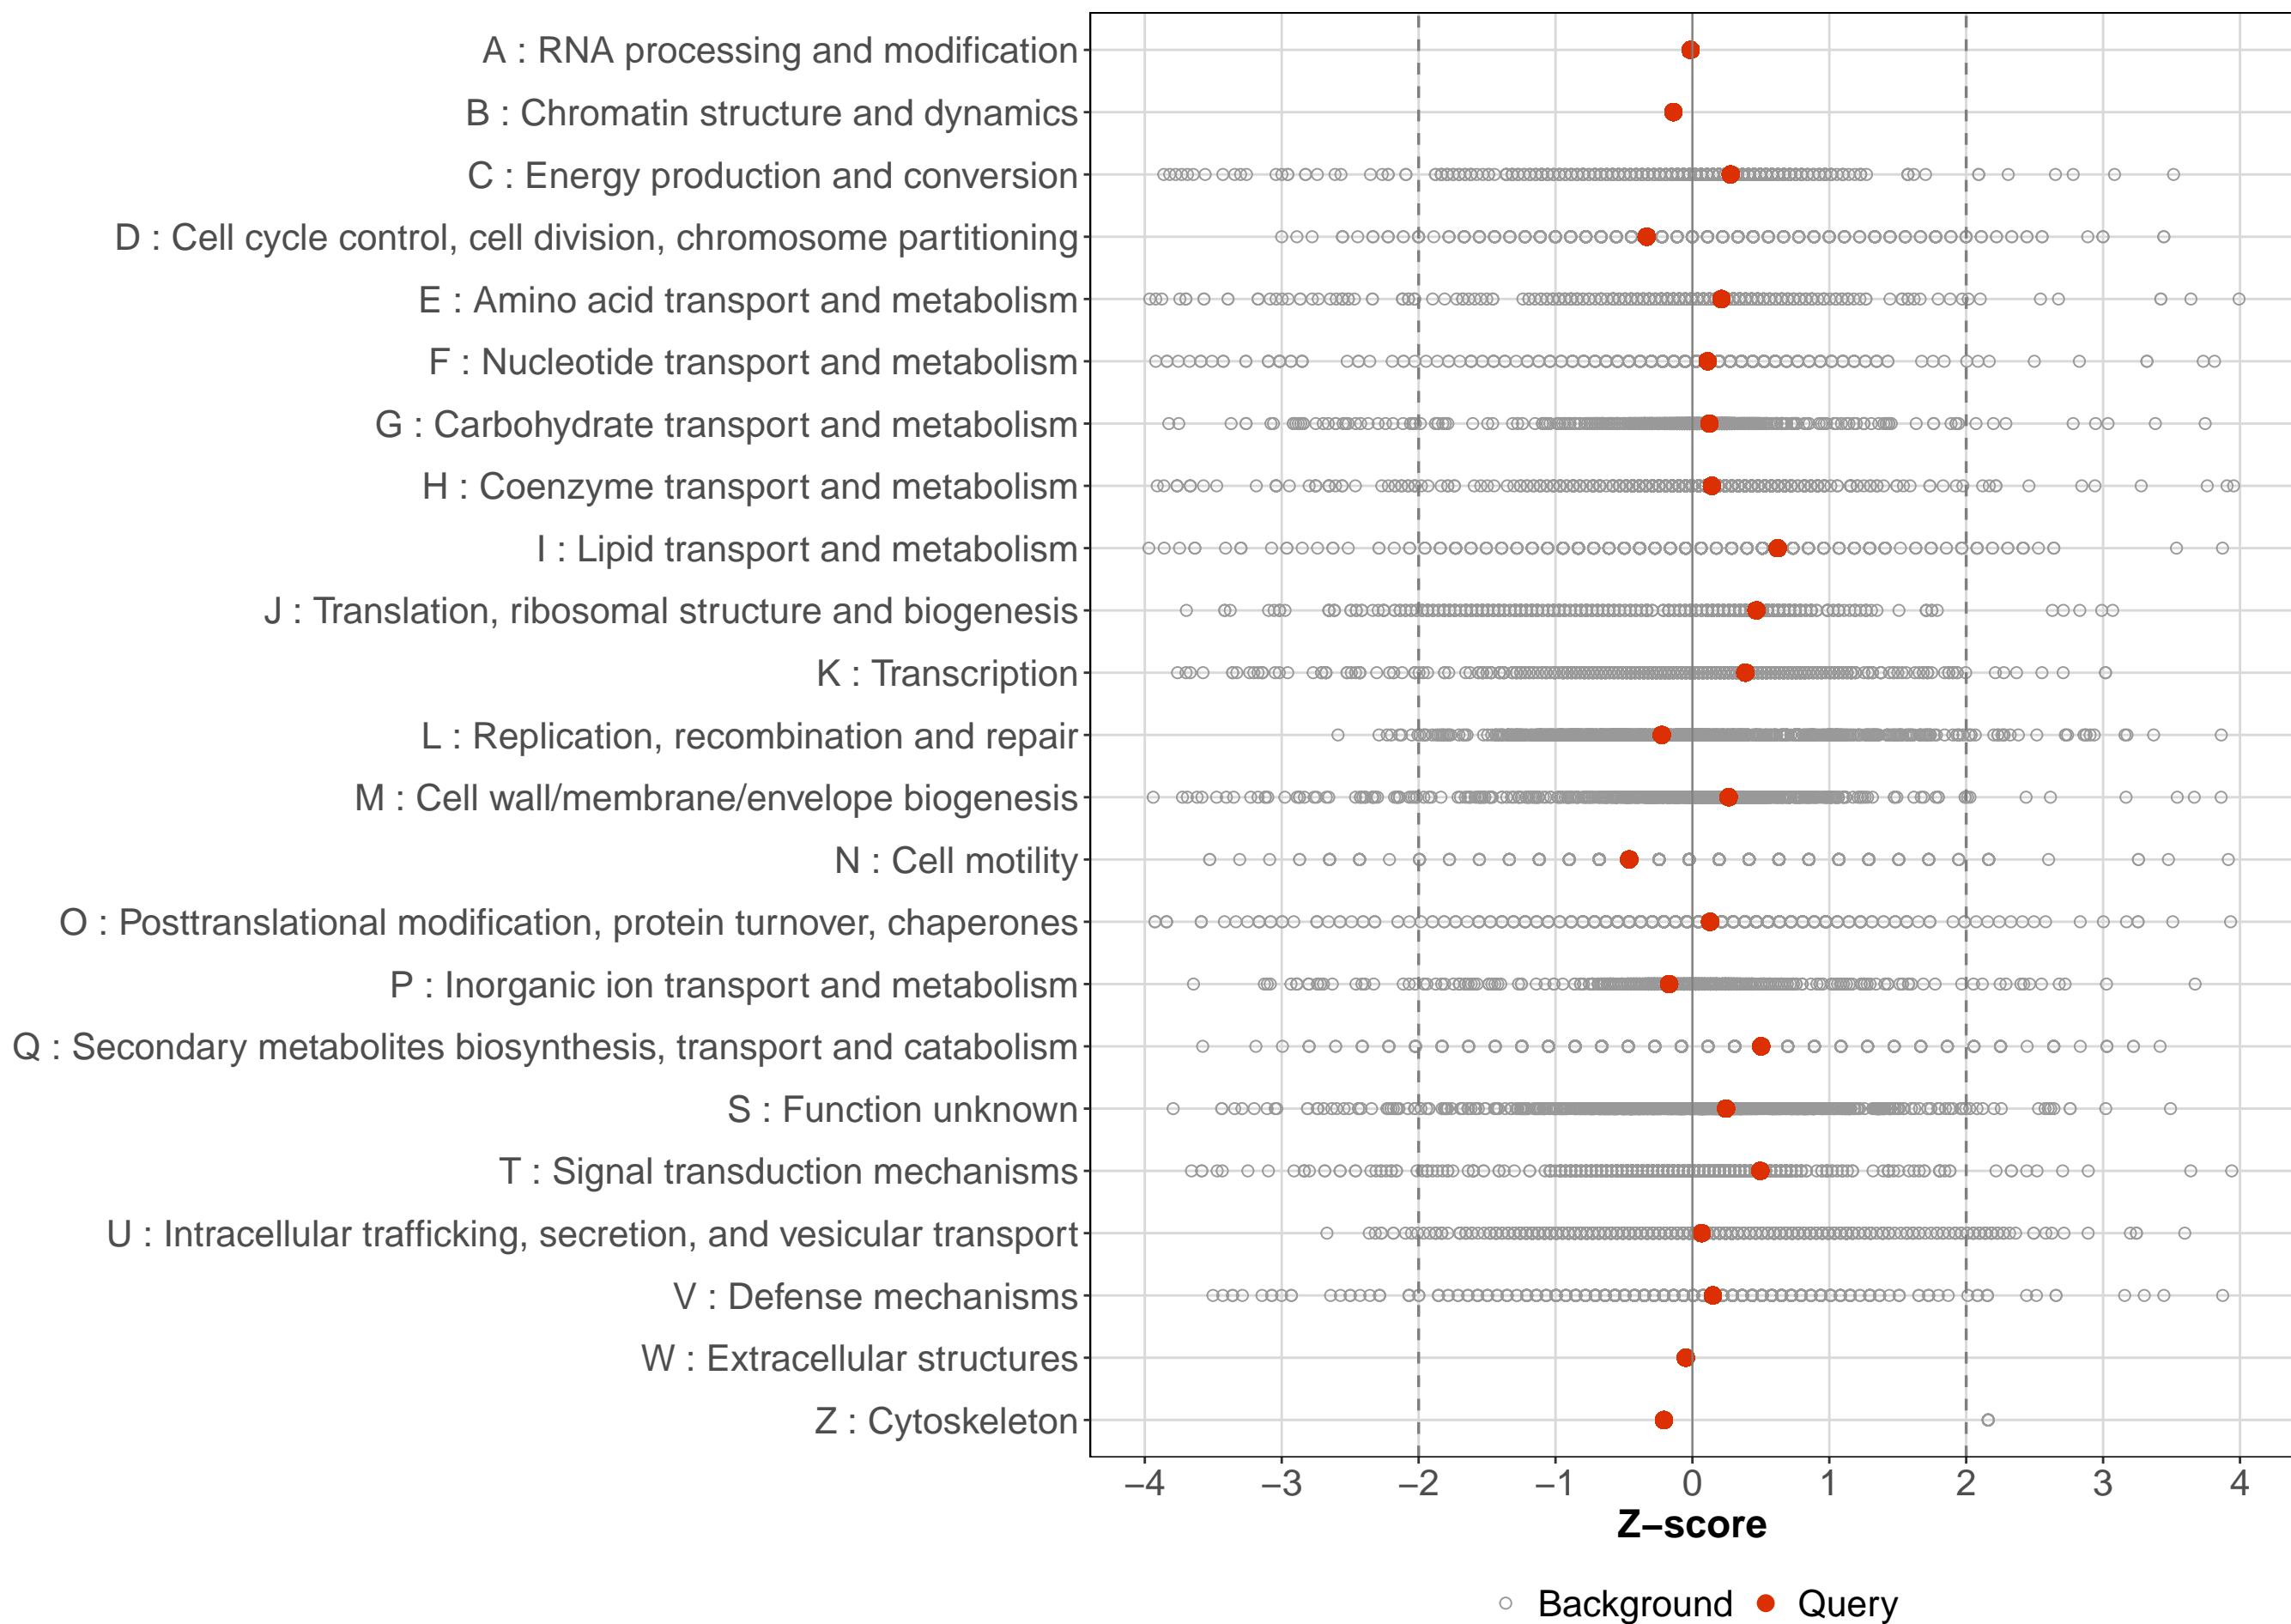 A : RNA processing and modification
B : Chromatin structure and dynamics
C : Energy production and conversion
D : Cell cycle control, cell division, chromosome partitioning
E : Amino acid transport and metabolism
F : Nucleotide transport and metabolism
G : Carbohydrate transport and metabolism
H : Coenzyme transport and metabolism
I : Lipid transport and metabolism
J : Translation, ribosomal structure and biogenesis
K : Transcription
L : Replication, recombination and repair
M : Cell wall/membrane/envelope biogenesis
N : Cell motility
O : Posttranslational modification, protein turnover, chaperones
P : Inorganic ion transport and metabolism
Q : Secondary metabolites biosynthesis, transport and catabolism
S : Function unknown
T : Signal transduction mechanisms
U : Intracellular trafficking, secretion, and vesicular transport
V : Defense mechanisms
W : Extracellular structures
Z : Cytoskeleton
−4 −3 −2 −1 0 1 2 3 4
Z−score
Background Query